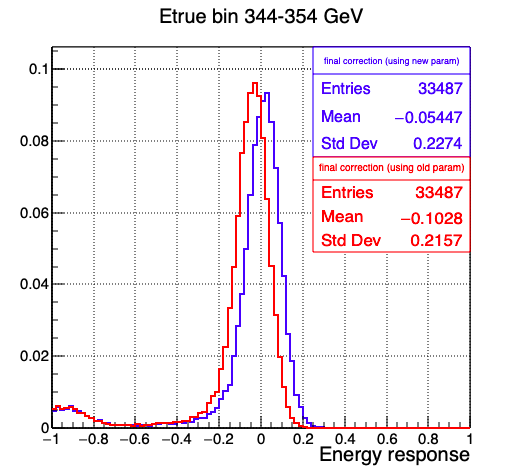 Etrue bin 344-354 GeV
final correction (using new param)
Entries 33487
Mean −0.05447
Std Dev 0.2274
final correction (using old param)
Entries 33487
Mean −0.1028
Std Dev 0.2157
0.1
0.08
0.06
0.04
0.02
0
−1 −0.8 −0.6 −0.4 −0.2 0 0.2 0.4 0.6 0.8 1
Energy response